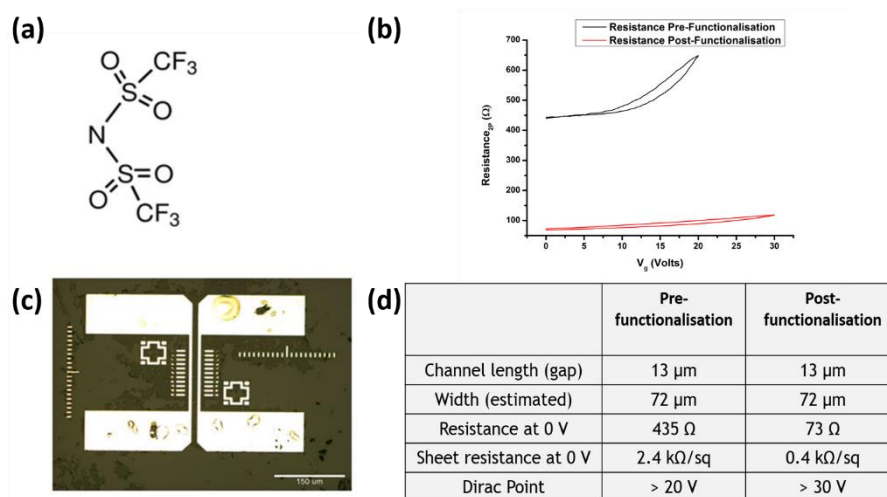 (a)
CF3
O
S
O
N
O
S
O
CF3
(b)
Resistance Pre-Functionalisation
Resistance Post-Functionalisation
700
600
500
400
300
200
100
Resistance2P (Ω)
0 5 10 15 20 25 30
Vg (Volts)
(c)
150 um
(d)
Pre-functionalisation Post-functionalisation
Channel length (gap) 13 µm 13 µm
Width (estimated) 72 µm 72 µm
Resistance at 0 V 435 Ω 73 Ω
Sheet resistance at 0 V 2.4 kΩ/sq 0.4 kΩ/sq
Dirac Point > 20 V > 30 V